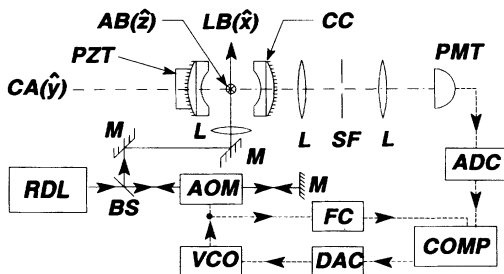 AB(ẑ) LB(x̂) CC
PZT PMT
CA(ŷ)
M L M L SF L
ADC
RDL BS AOM M
FC
COMP
VCO DAC